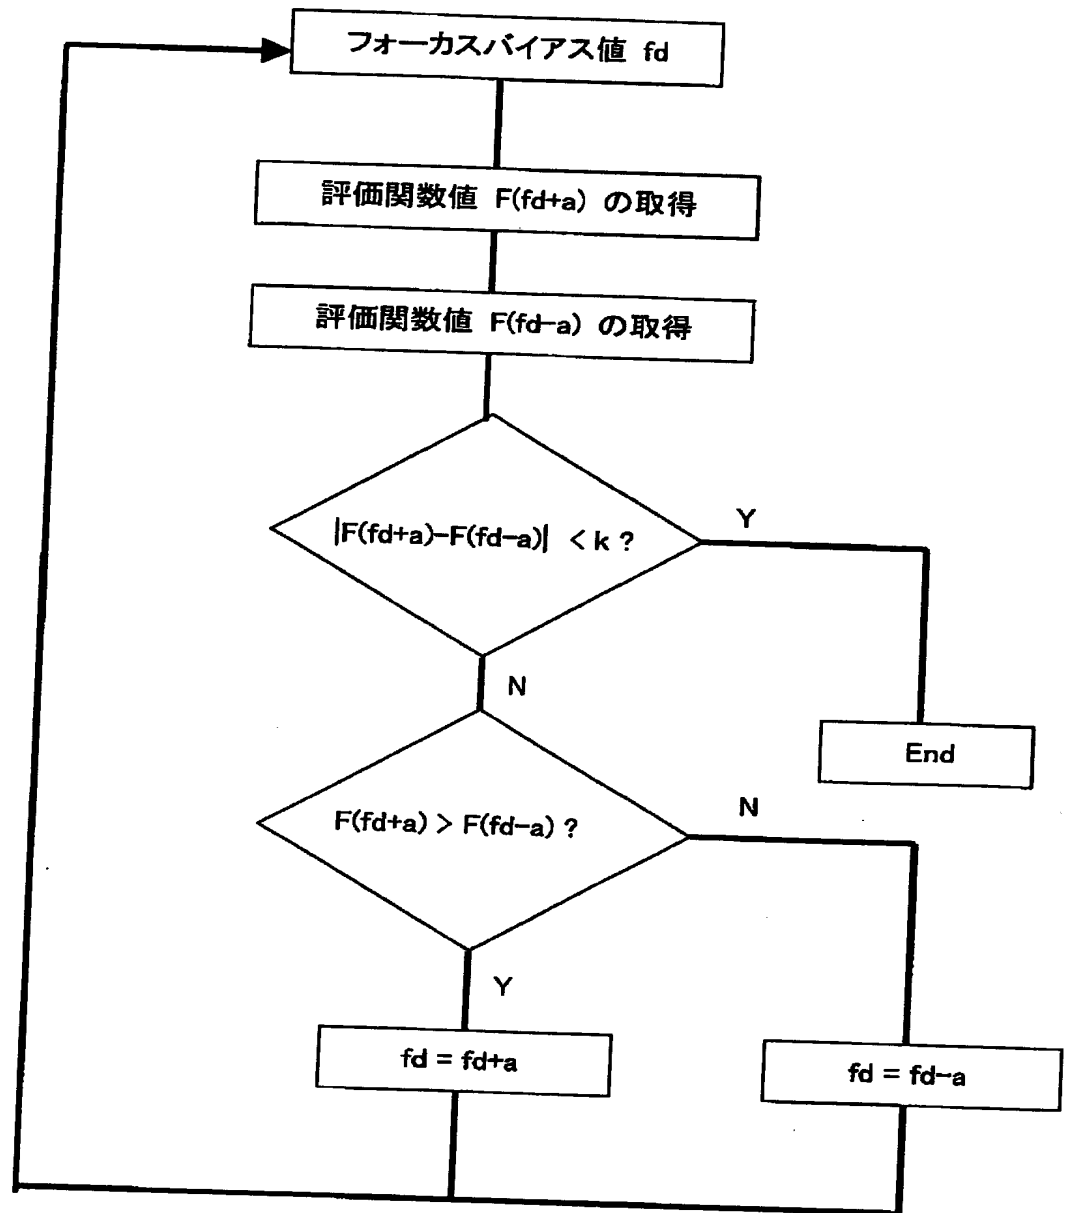 フォーカスバイアス値 fd
評価関数値 F(fd+a) の取得
評価関数値 F(fd-a) の取得
|F(fd+a)-F(fd-a)| < k ?
Y
N
End
F(fd+a) > F(fd-a) ?
N
Y
fd = fd+a
fd = fd-a